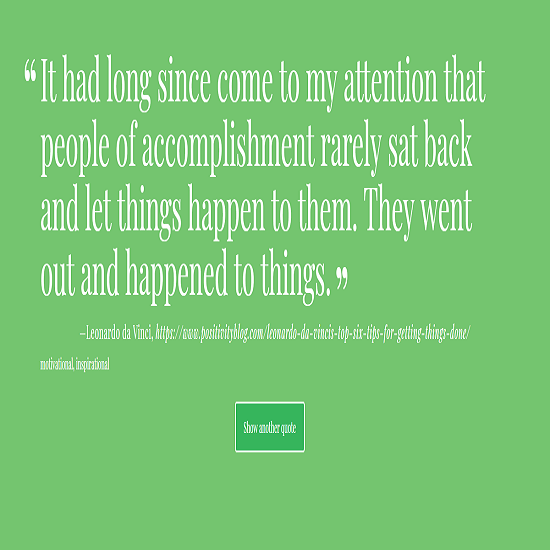 “It had long since come to my attention that
people of accomplishment rarely sat back
and let things happen to them. They went
out and happened to things.”
–Leonardo da Vinci, https://www.positivityblog.com/leonardo-da-vincis-top-six-tips-for-getting-things-done/
motivational, inspirational
Show another quote